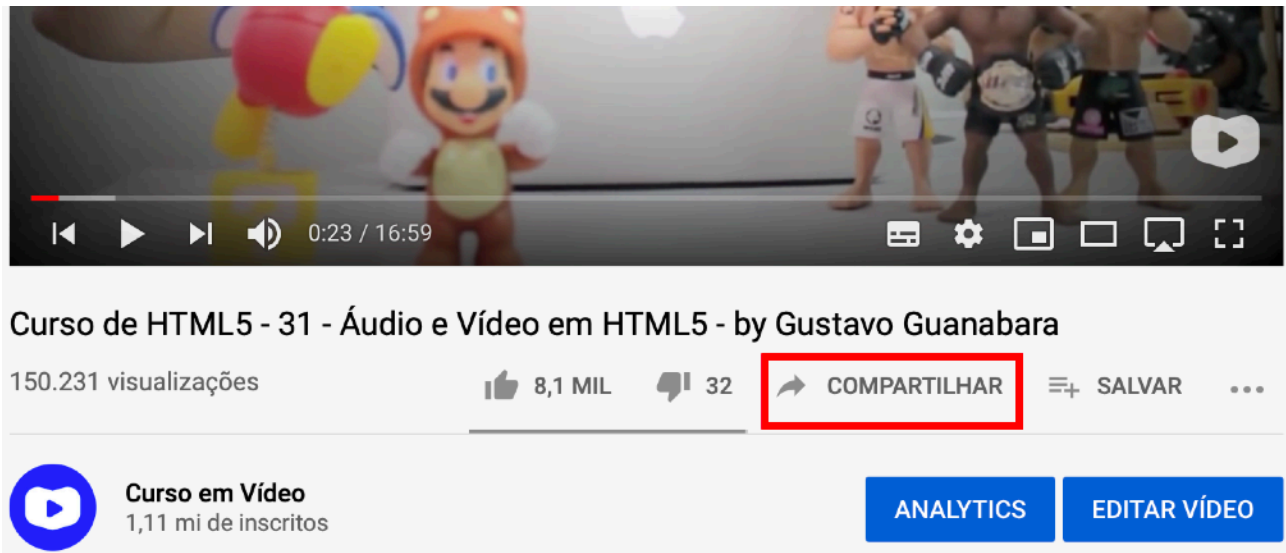 0:23 / 16:59
Curso de HTML5 - 31 - Áudio e Vídeo em HTML5 - by Gustavo Guanabara
150.231 visualizações 8,1 MIL 32 COMPARTILHAR SALVAR ...
Curso em Vídeo
1,11 mi de inscritos
ANALYTICS EDITAR VÍDEO